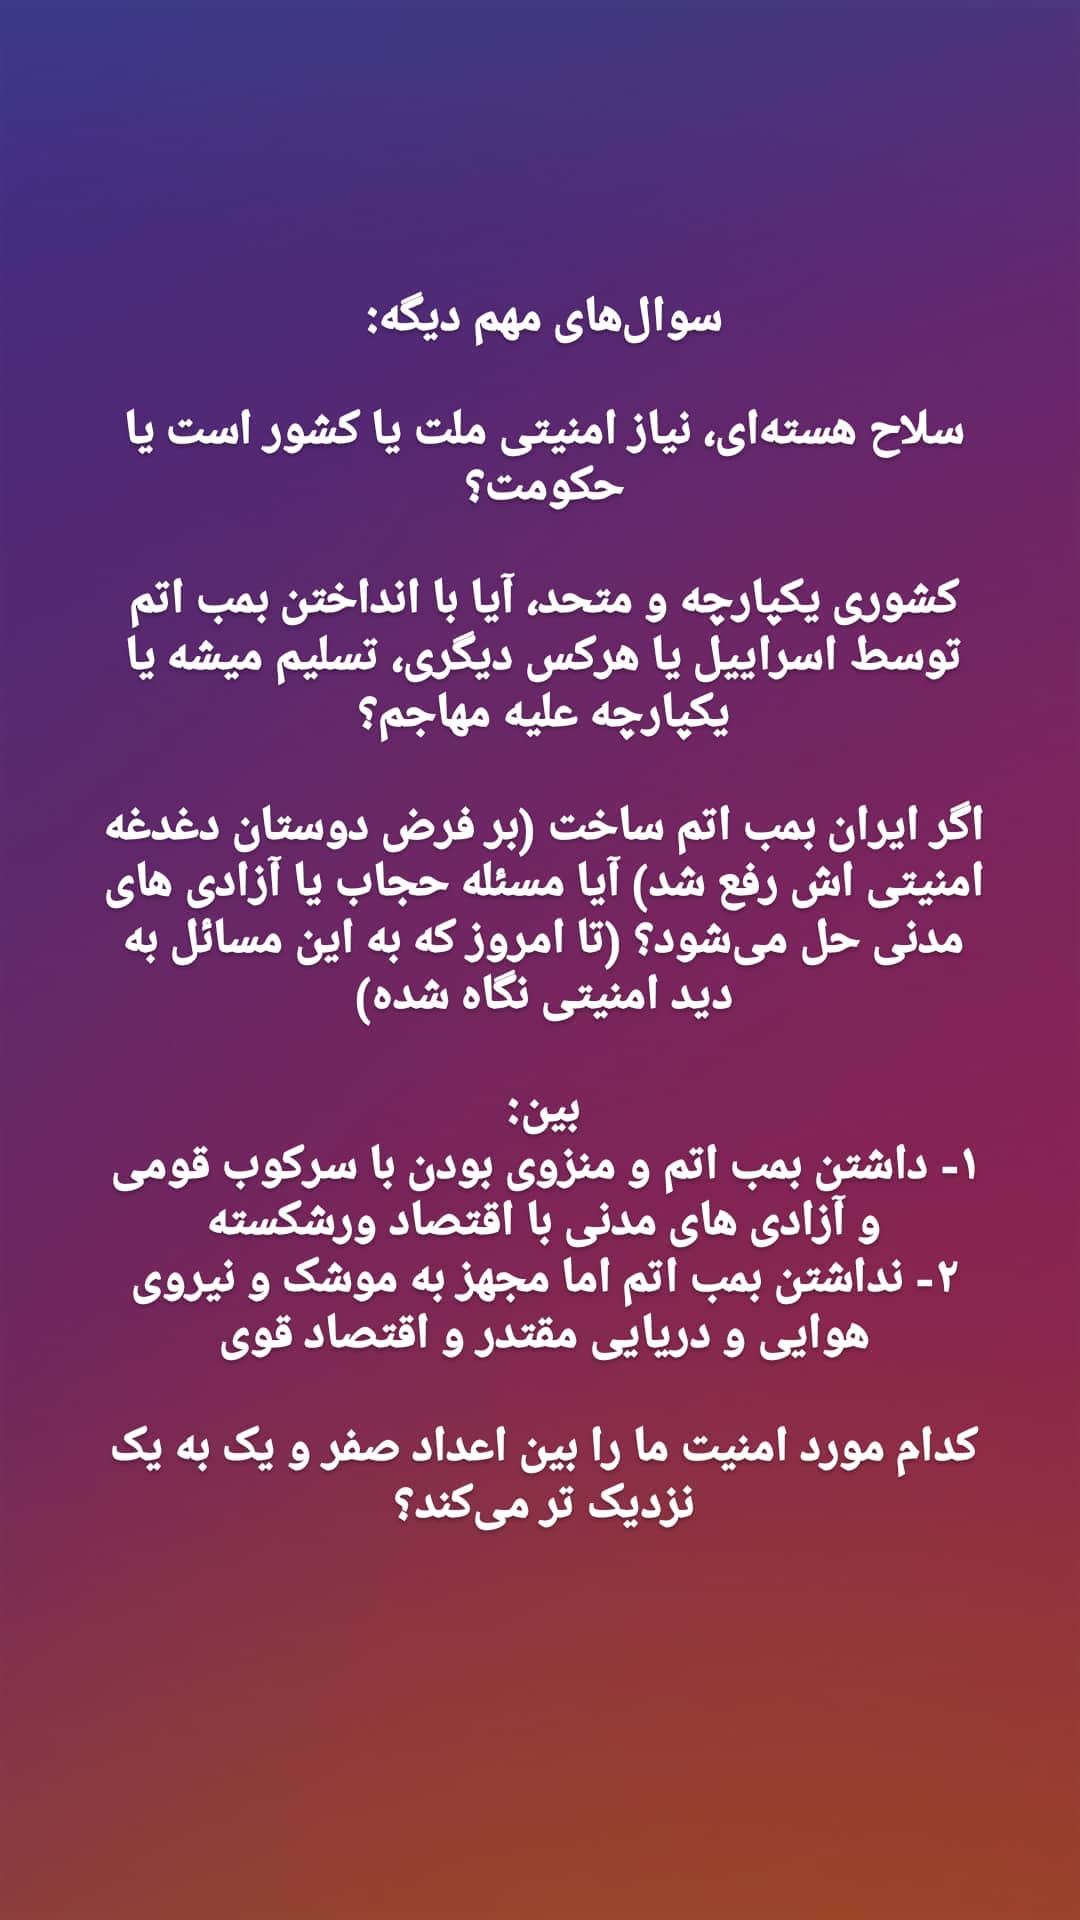 سوال‌های مهم دیگه:
سلاح هسته‌ای، نیاز امنیتی ملت یا کشور است یا
حکومت؟
کشوری یکپارچه و متحد، آیا با انداختن بمب اتم
توسط اسراییل یا هرکس دیگری، تسلیم میشه یا
یکپارچه علیه مهاجم؟
اگر ایران بمب اتم ساخت (بر فرض دوستان دغدغه
امنیتی اش رفع شد) آیا مسئله حجاب یا آزادی های
مدنی حل می‌شود؟ (تا امروز که به این مسائل به
دید امنیتی نگاه شده)
بین:
۱- داشتن بمب اتم و منزوی بودن با سرکوب قومی
و آزادی های مدنی با اقتصاد ورشکسته
۲- نداشتن بمب اتم اما مجهز به موشک و نیروی
هوایی و دریایی مقتدر و اقتصاد قوی
کدام مورد امنیت ما را بین اعداد صفر و یک به یک
نزدیک تر می‌کند؟